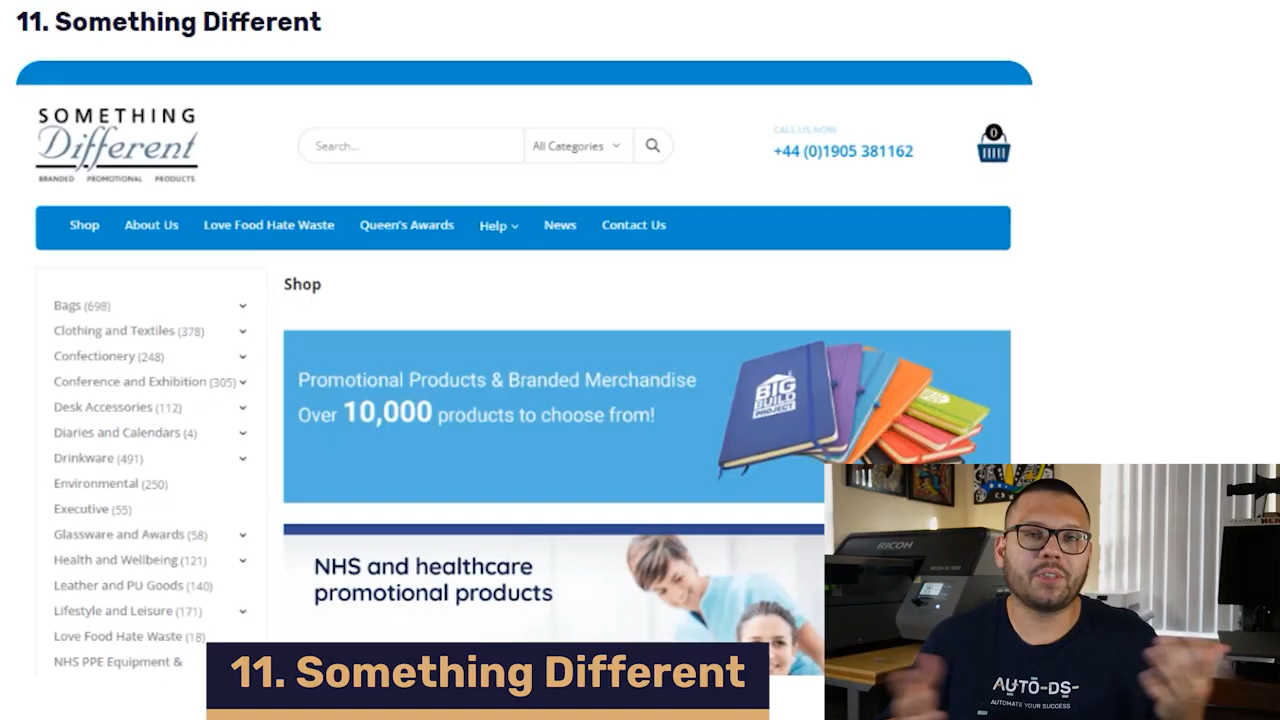 11. Something Different
SOMETHING
Different
BRANDED PROMOTIONAL PRODUCTS
Search...
All Categories
CALL US NOW
+44 (0)1905 381162
0
Shop
About Us
Love Food Hate Waste
Queen's Awards
Help
News
Contact Us
Bags (698)
Clothing and Textiles (378)
Confectionery (248)
Conference and Exhibition (305)
Desk Accessories (112)
Diaries and Calendars (4)
Drinkware (491)
Environmental (250)
Executive (55)
Glassware and Awards (58)
Health and Wellbeing (121)
Leather and PU Goods (140)
Lifestyle and Leisure (171)
Love Food Hate Waste (18)
NHS PPE Equipment &
Shop
Promotional Products & Branded Merchandise
Over 10,000 products to choose from!
BIG
BUILD
PROJECT
NHS and healthcare
promotional products
RICOH
AUTO-DS-
AUTOMATE YOUR SUCCESS
11. Something Different